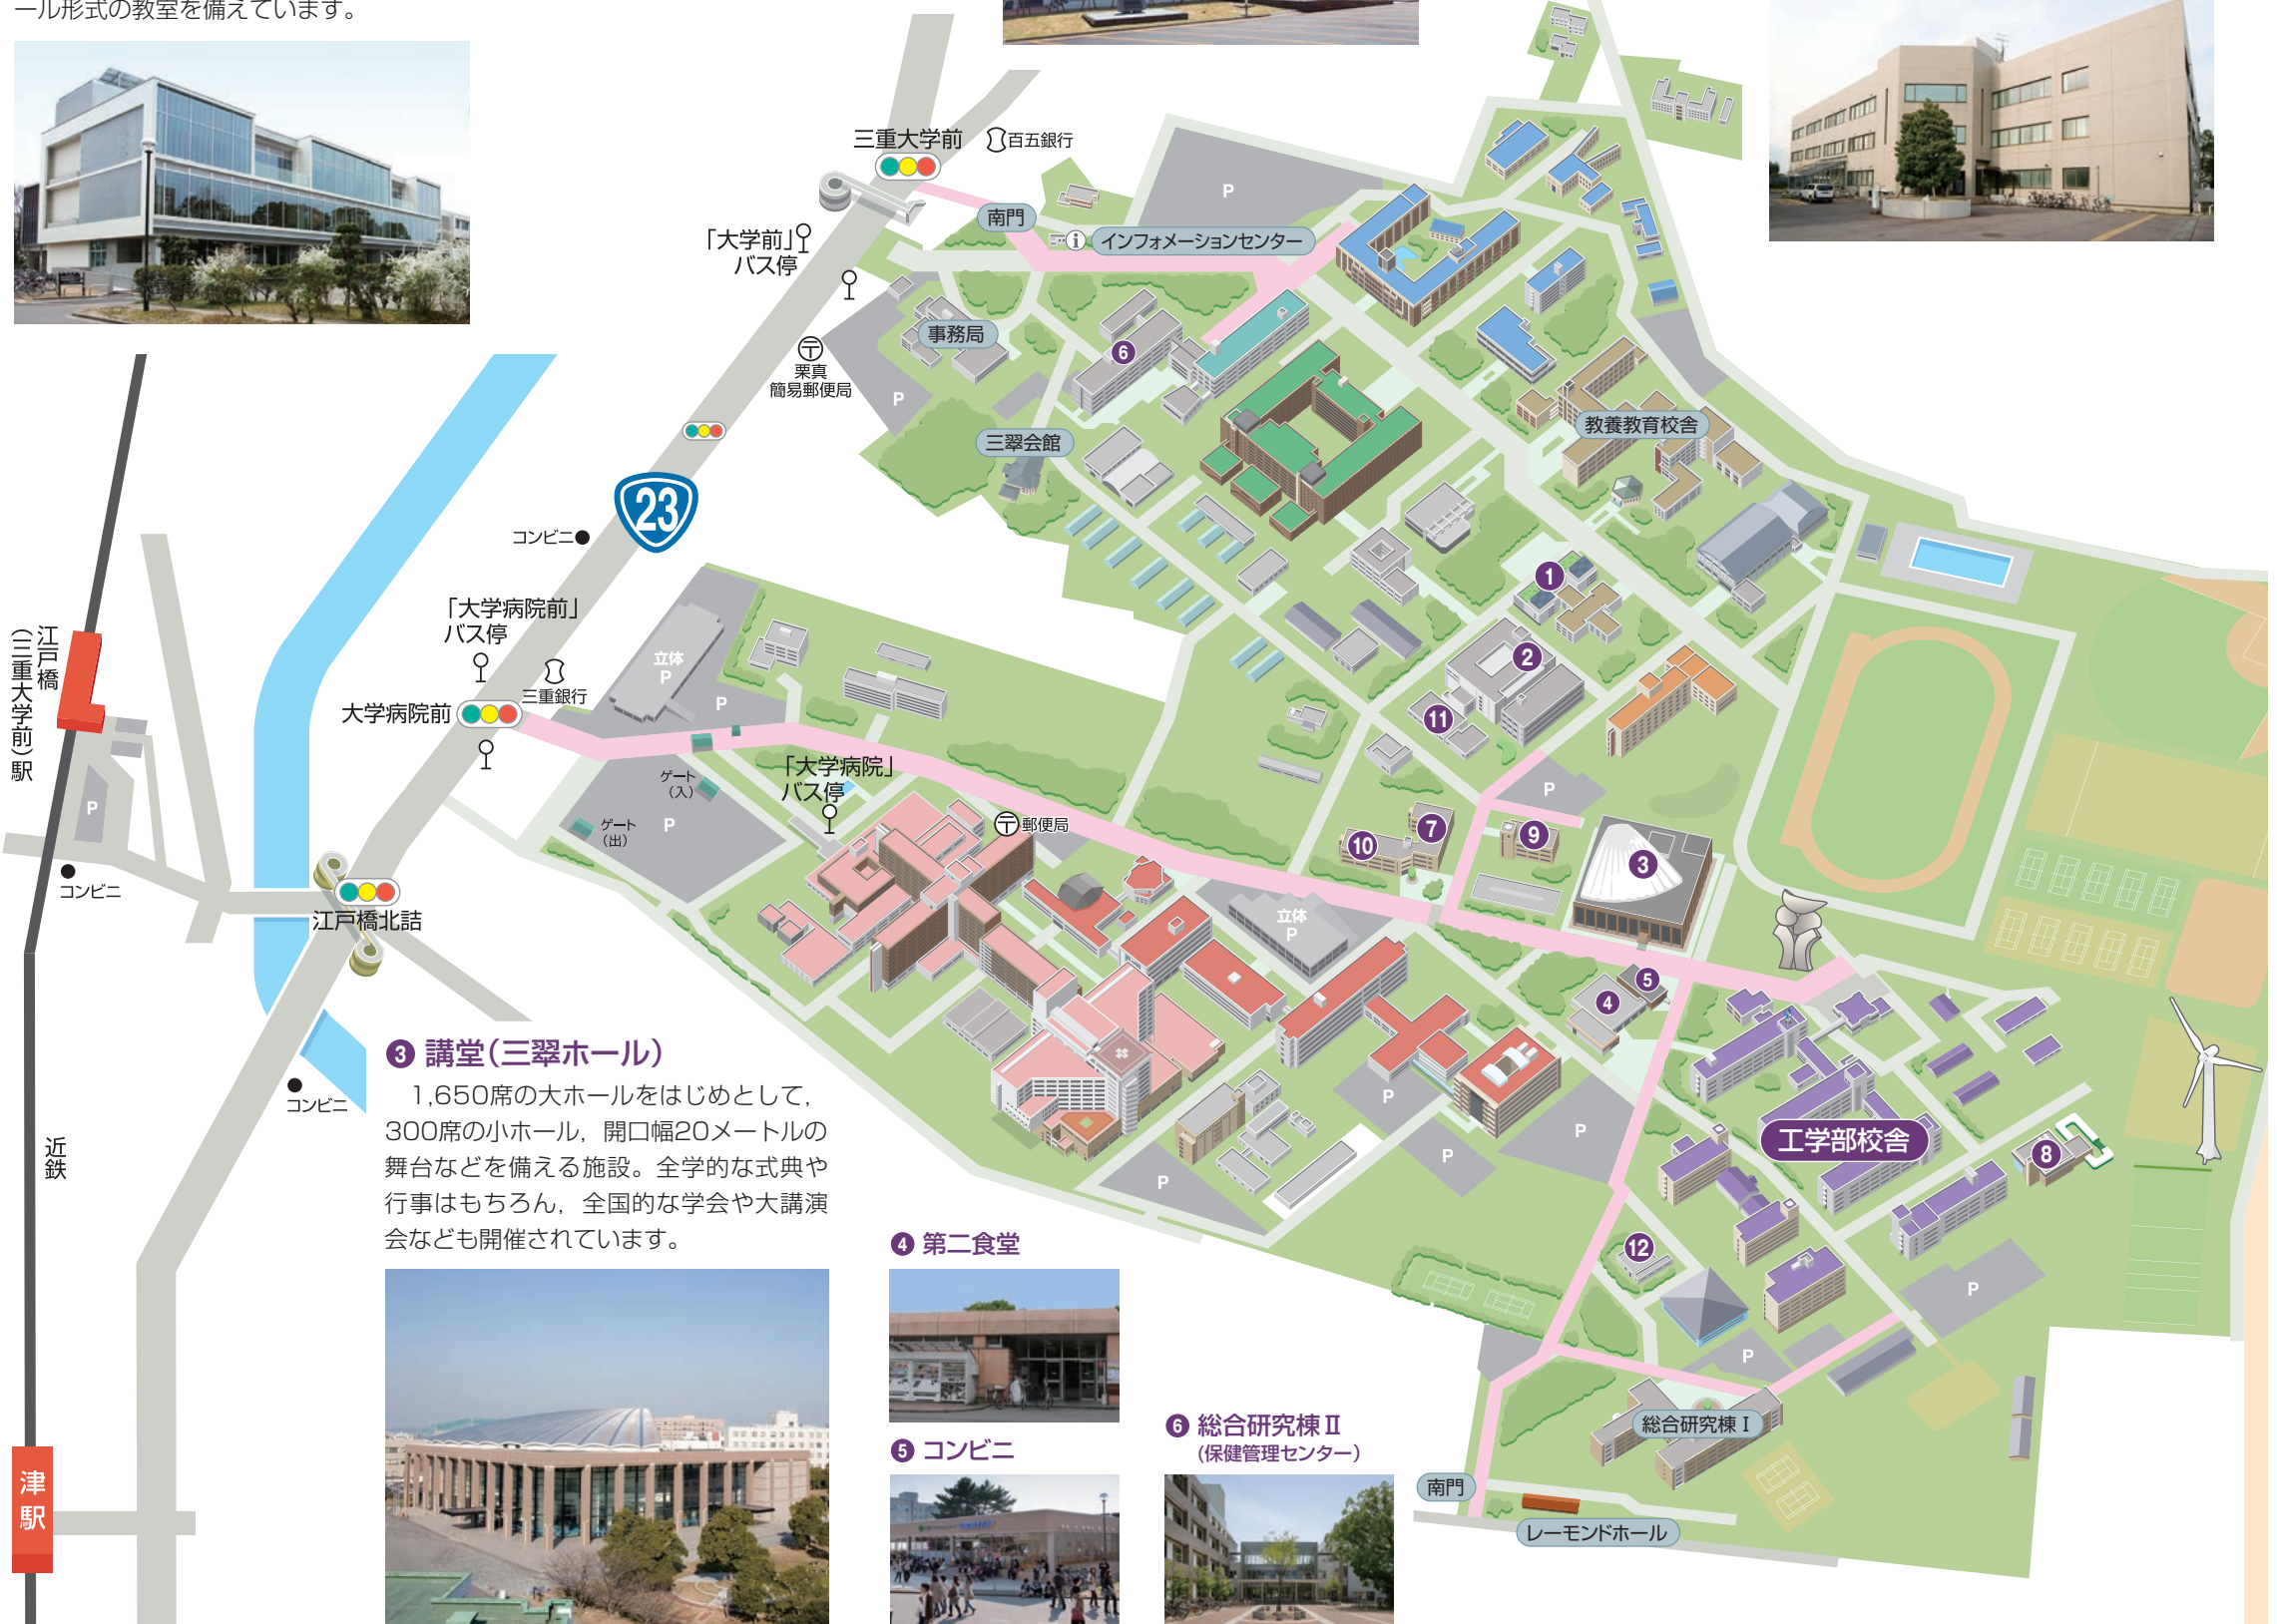 ール形式の教室を備えています。
三重大学前
百五銀行
南門
インフォメーションセンター
P
「大学前」
バス停
事務局
6
栗真
簡易郵便局
P
三翠会館
教養教育校舎
23
コンビニ
1
2
11
「大学病院前」
バス停
三重銀行
大学病院前
立体
P
P
江戸橋
(三重大学前)駅
P
コンビニ
江戸橋北詰
コンビニ
近鉄
津駅
ゲート
(入)
ゲート
(出)
P
「大学病院」
バス停
郵便局
立体
P
P
7
10
9
3
4
5
P
P
P
P
工学部校舎
8
12
P
P
総合研究棟 I
南門
レーモンドホール
3 講堂(三翠ホール)
1,650席の大ホールをはじめとして,
300席の小ホール, 開口幅20メートルの
舞台などを備える施設。全学的な式典や
行事はもちろん, 全国的な学会や大講演
会なども開催されています。
4 第二食堂
5 コンビニ
6 総合研究棟 II
(保健管理センター)